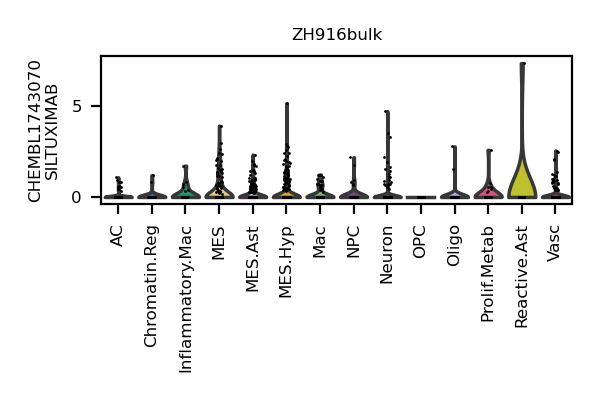 ZH916bulk
CHEMBL1743070
SILTUXIMAB
5
0
AC
Chromatin.Reg
Inflammatory.Mac
MES
MES.Ast
MES.Hyp
Mac
NPC
Neuron
OPC
Oligo
Prolif.Metab
Reactive.Ast
Vasc